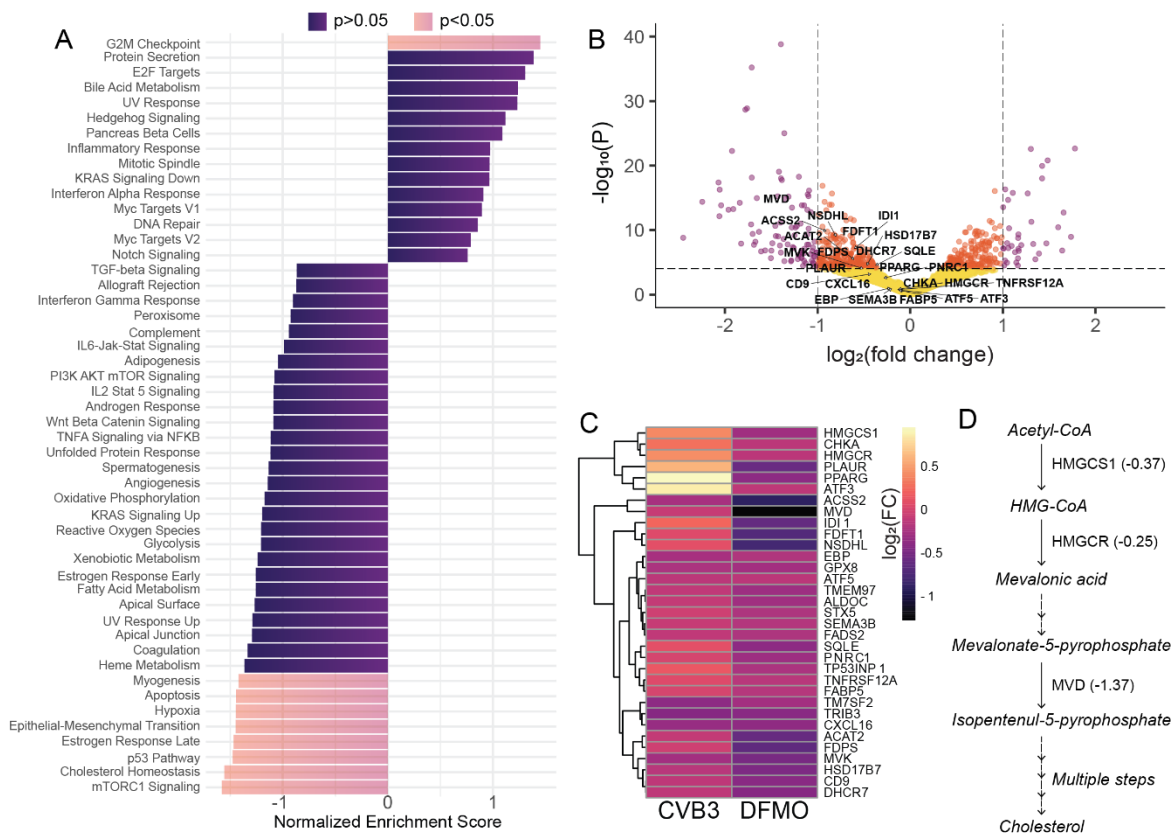 A
p>0.05
p<0.05
G2M Checkpoint
Protein Secretion
E2F Targets
Bile Acid Metabolism
UV Response
Hedgehog Signaling
Pancreas Beta Cells
Inflammatory Response
Mitotic Spindle
KRAS Signaling Down
Interferon Alpha Response
Myc Targets V1
DNA Repair
Myc Targets V2
Notch Signaling
TGF-beta Signaling
Allograft Rejection
Interferon Gamma Response
Peroxisome
Complement
IL6-Jak-Stat Signaling
Adipogenesis
PI3K AKT mTOR Signaling
IL2 Stat 5 Signaling
Androgen Response
Wnt Beta Catenin Signaling
TNFA Signaling via NFKB
Unfolded Protein Response
Spermatogenesis
Angiogenesis
Oxidative Phosphorylation
KRAS Signaling Up
Reactive Oxygen Species
Glycolysis
Xenobiotic Metabolism
Estrogen Response Early
Fatty Acid Metabolism
Apical Surface
UV Response Up
Apical Junction
Coagulation
Heme Metabolism
Myogenesis
Apoptosis
Hypoxia
Epithelial-Mesenchymal Transition
Estrogen Response Late
p53 Pathway
Cholesterol Homeostasis
mTORC1 Signaling
-1 0 1
Normalized Enrichment Score
B
-log₁₀(P)
40
30
20
10
0
MVD
ACSS2 NSDHL IDI1
ACAT2 FDFT1 HSD17B7
MVK FDPS DHCR7 SQLE
PLAUR PPARG PNRC1
CD9 CXCL16 CHKA HMGCR TNFRSF12A
EBP SEMA3B FABP5 ATF5 ATF3
-2 -1 0 1 2
log₂(fold change)
C
HMGCS1
CHKA
HMGCR
PLAUR
PPARG
ATF3
ACSS2
MVD
IDI 1
FDFT1
NSDHL
EBP
GPX8
ATF5
TMEM97
ALDOC
STX5
SEMA3B
FADS2
SQLE
PNRC1
TP53INP 1
TNFRSF12A
FABP5
TM7SF2
TRIB3
CXCL16
ACAT2
FDPS
MVK
HSD17B7
CD9
DHCR7
CVB3 DFMO
log₂(FC)
0.5
0
-0.5
-1
D
Acetyl-CoA
HMGCS1 (-0.37)
HMG-CoA
HMGCR (-0.25)
Mevalonic acid
Mevalonate-5-pyrophosphate
MVD (-1.37)
Isopentenul-5-pyrophosphate
Multiple steps
Cholesterol